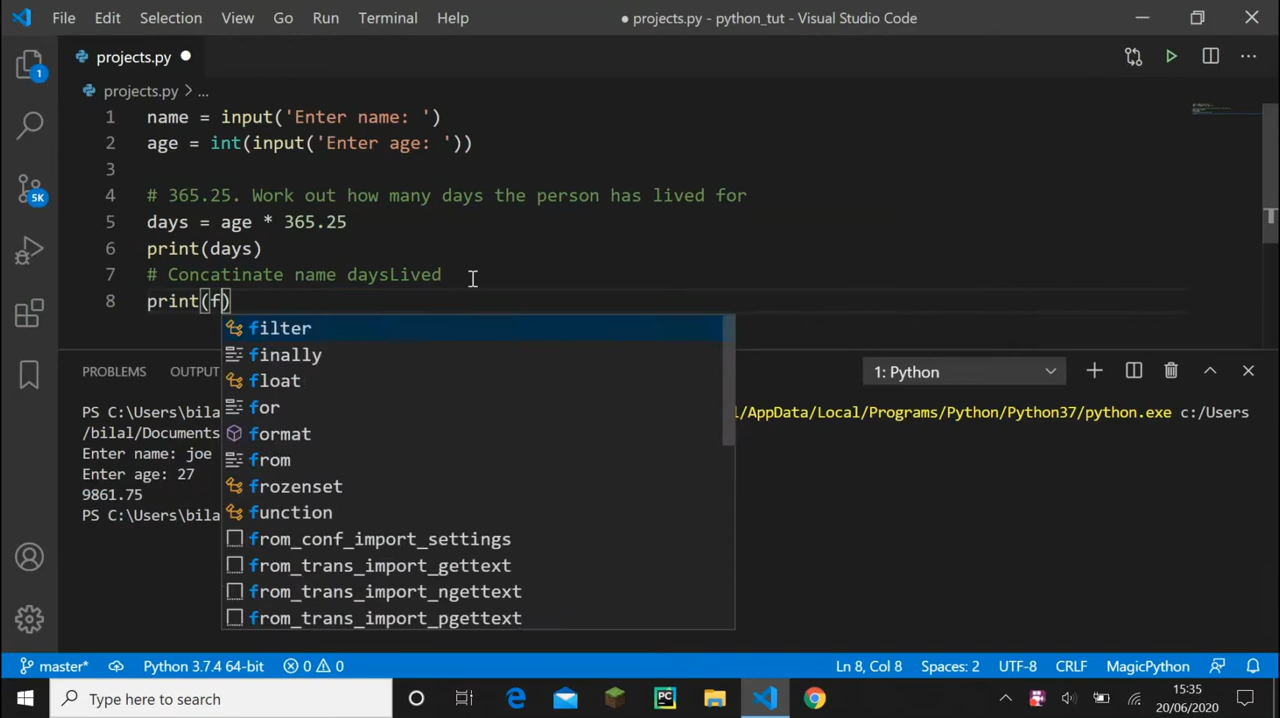 File Edit Selection View Go Run Terminal Help ● projects.py - python_tut - Visual Studio Code
1
projects.py ●
projects.py > ...
1 name = input('Enter name: ')
2 age = int(input('Enter age: '))
3
4 # 365.25. Work out how many days the person has lived for
5 days = age * 365.25
6 print(days)
7 # Concatinate name daysLived
8 print(f)
5K
filter
finally
float
for
format
from
frozenset
function
from_conf_import_settings
from_trans_import_gettext
from_trans_import_ngettext
from_trans_import_pgettext
PROBLEMS OUTPUT 1: Python
PS C:\Users\bila l/AppData/Local/Programs/Python/Python37/python.exe c:/Users
/bilal/Documents
Enter name: joe
Enter age: 27
9861.75
PS C:\Users\bila
master* Python 3.7.4 64-bit 0 0 Ln 8, Col 8 Spaces: 2 UTF-8 CRLF MagicPython
Type here to search PC 15:35
20/06/2020